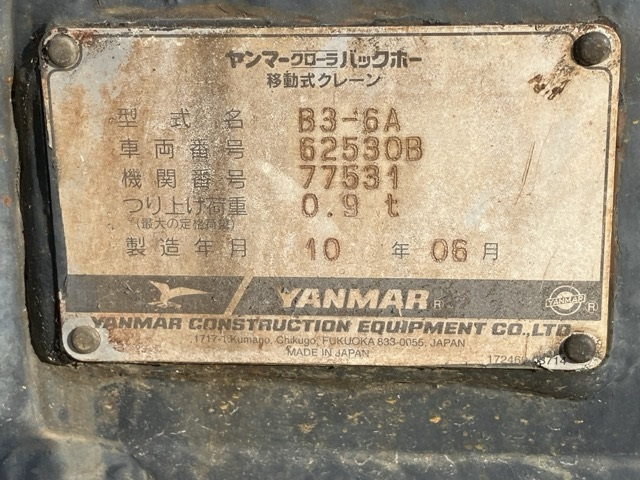 ヤンマークローラバックホー
移動式クレーン
型式名 B3-6A
車両番号 62530B
機関番号 77531
つり上げ荷重 0.9 t
(最大の定格荷重)
製造年月 10 年 06 月
YANMAR R YANMAR R
YANMAR CONSTRUCTION EQUIPMENT CO.,LTD.
1717-1 Kumano, Chikugo, FUKUOKA 833-0055, JAPAN
MADE IN JAPAN